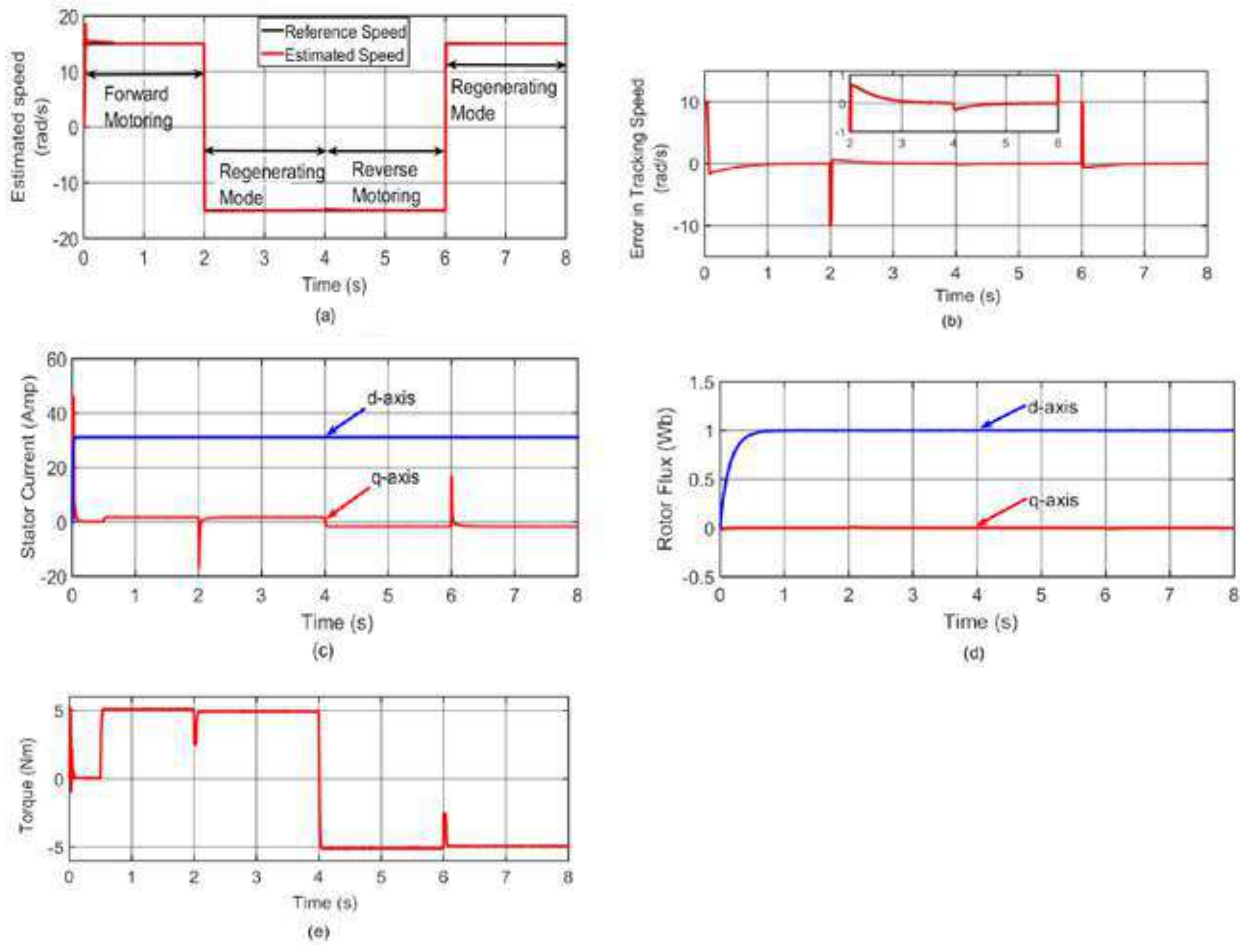 Estimated speed
(rad/s)
20
10
0
-10
-20
Reference Speed
Estimated Speed
Forward
Motoring
Regenerating
Mode
Reverse
Motoring
Regenerating
Mode
0 1 2 3 4 5 6 7 8
Time (s)
(a)
Error in Tracking Speed
(rad/s)
10
0
-10
1
0
-1
2 3 4 5 6
0 1 2 3 4 5 6 7 8
Time (s)
(b)
Stator Current (Amp)
60
40
20
0
-20
d-axis
q-axis
0 1 2 3 4 5 6 7 8
Time (s)
(c)
Rotor Flux (Wb)
1.5
1
0.5
0
-0.5
d-axis
q-axis
0 1 2 3 4 5 6 7 8
Time (s)
(d)
Torque (Nm)
5
0
-5
0 1 2 3 4 5 6 7 8
Time (s)
(e)